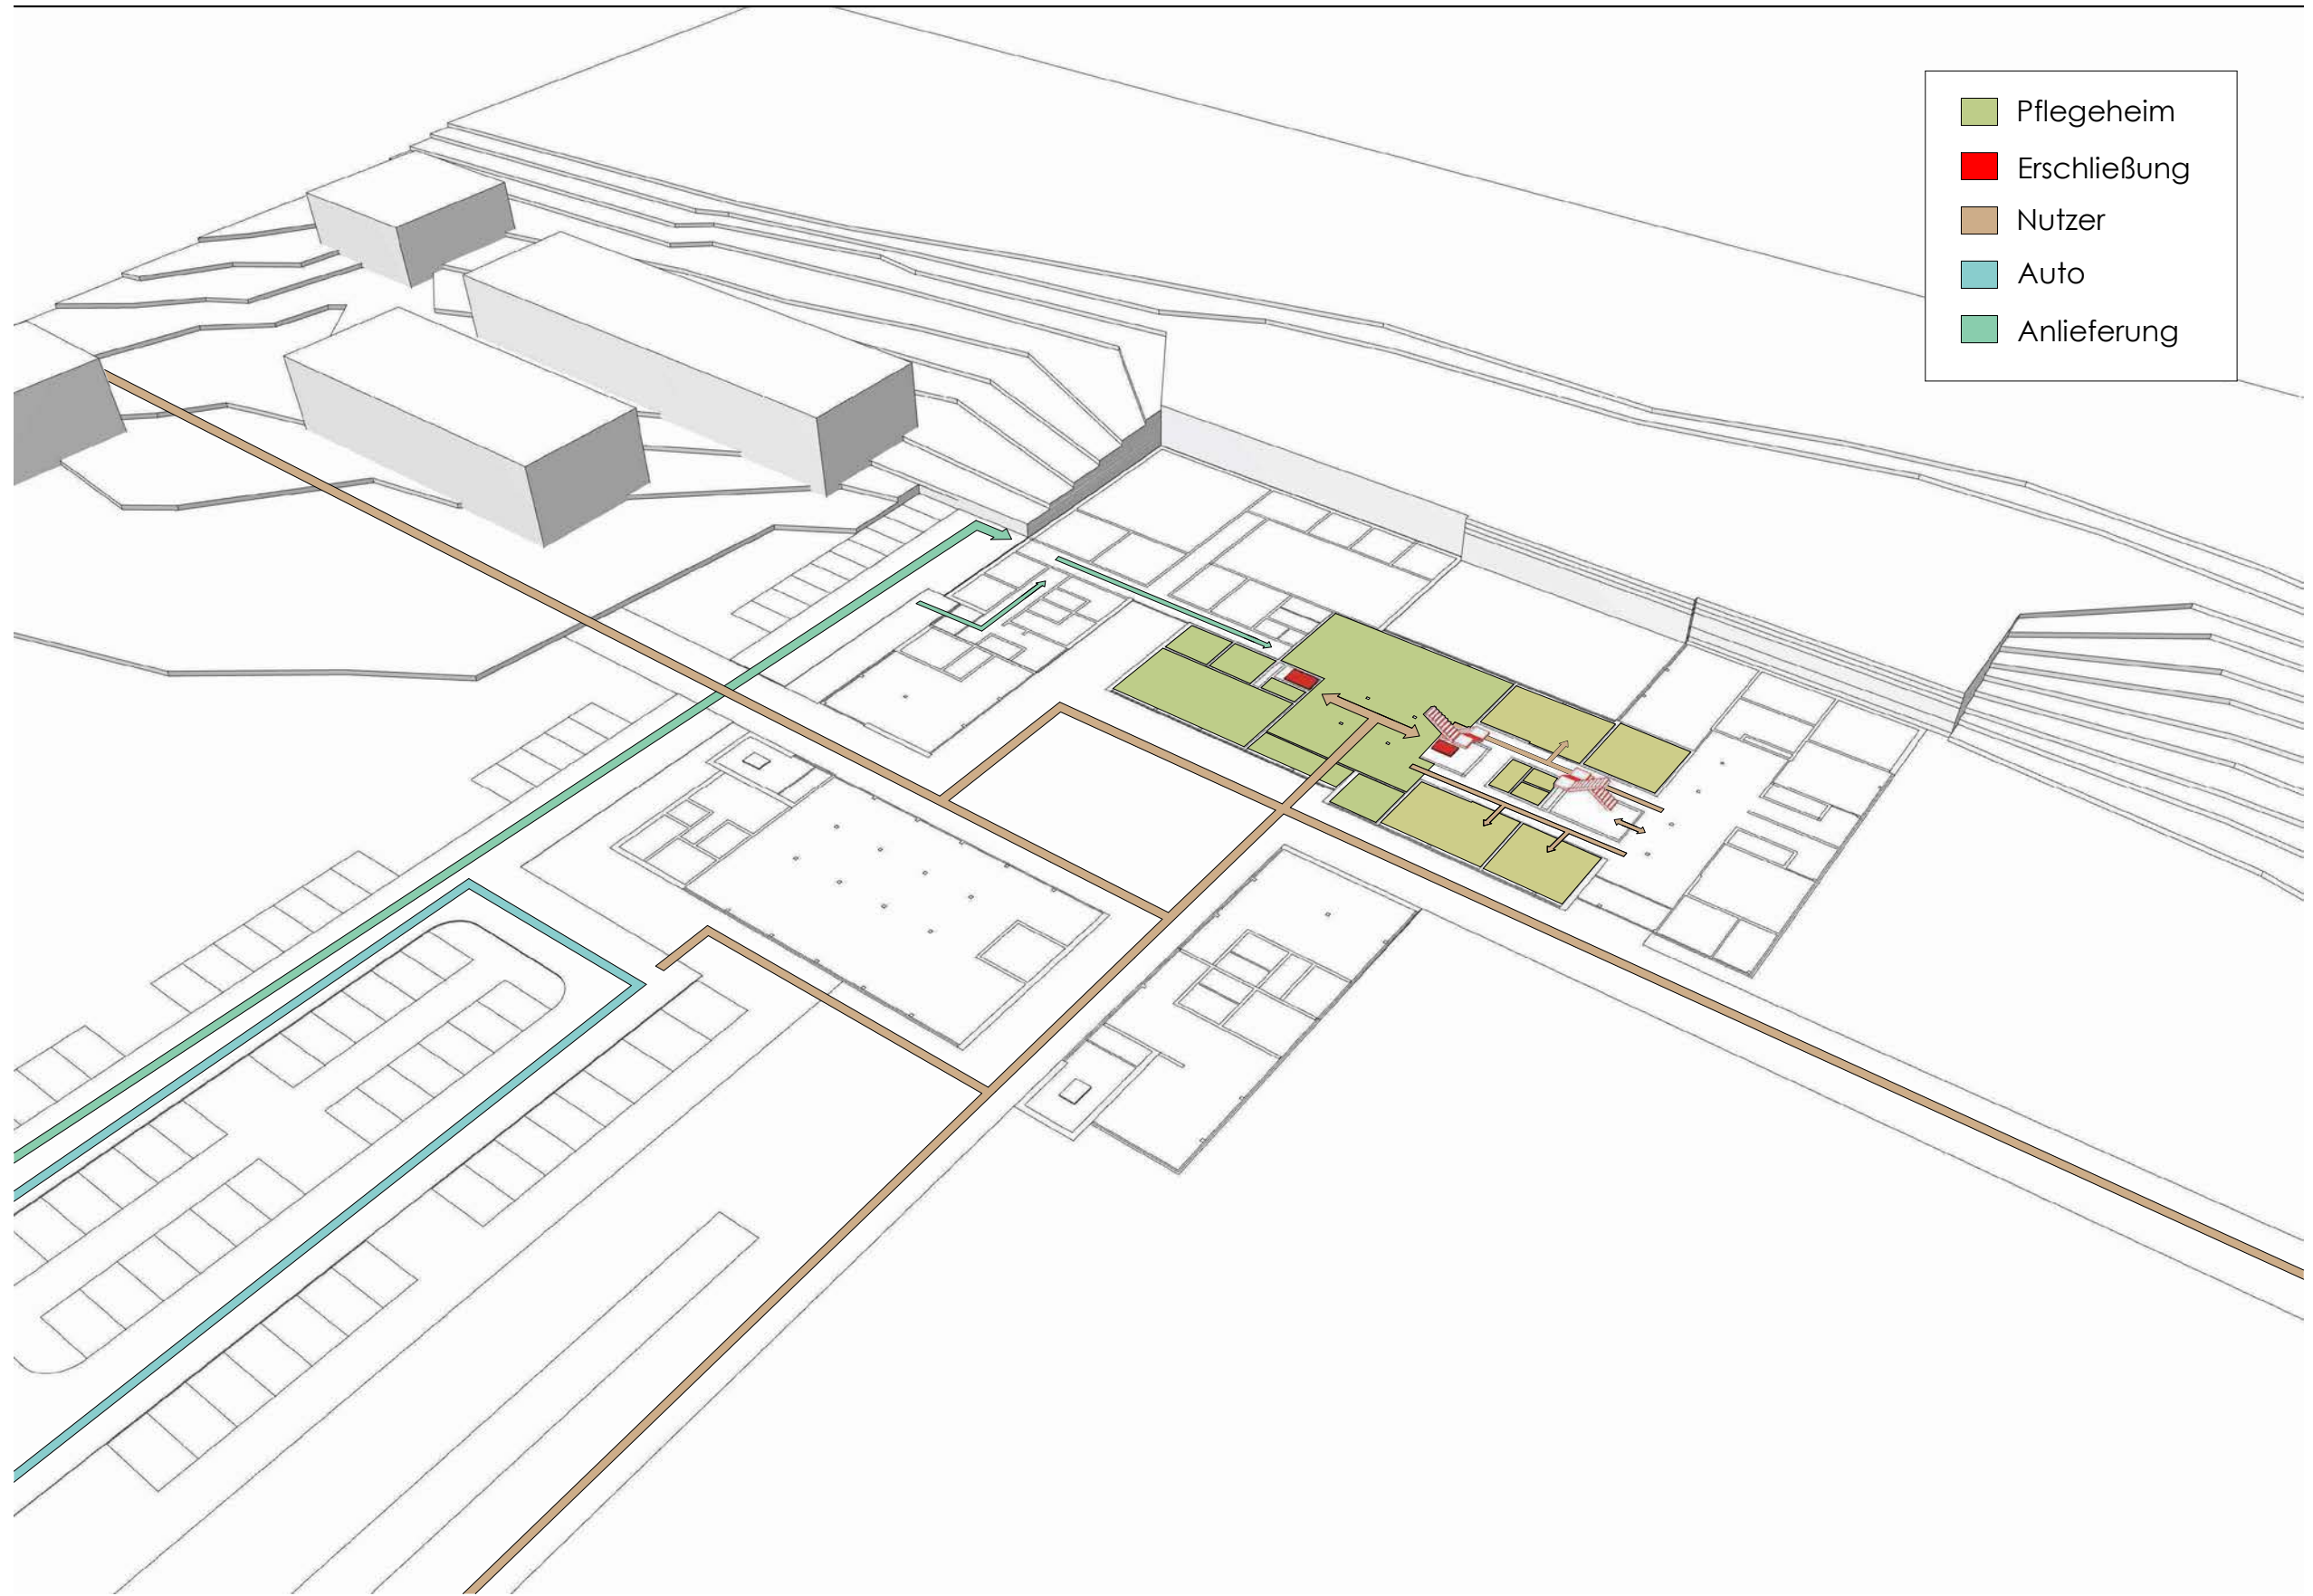 Pflegeheim
Erschließung
Nutzer
Auto
Anlieferung